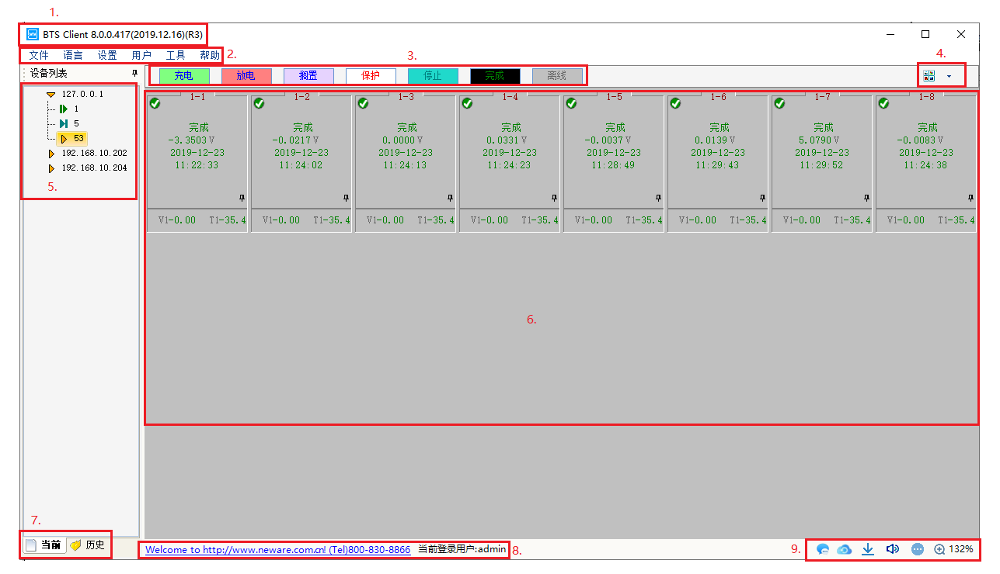 1.
BTS Client 8.0.0.417(2019.12.16)(R3)
文件 语言 设置 用户 工具 帮助 2.
3.
4.
设备列表
充电 放电 搁置 保护 停止 完成 离线
127.0.0.1
1
5
53
192.168.10.202
192.168.10.204
5.
1-1 1-2 1-3 1-4 1-5 1-6 1-7 1-8
完成 完成 完成 完成 完成 完成 完成 完成
-3.3503V -0.0217V 0.0000V 0.0331V -0.0037V 0.0139V 5.0790V -0.0083V
2019-12-23 2019-12-23 2019-12-23 2019-12-23 2019-12-23 2019-12-23 2019-12-23 2019-12-23
11:22:33 11:24:02 11:24:13 11:24:23 11:28:49 11:29:43 11:29:52 11:24:38
V1-0.00 T1-35.4 V1-0.00 T1-35.4 V1-0.00 T1-35.4 V1-0.00 T1-35.4 V1-0.00 T1-35.4 V1-0.00 T1-35.4 V1-0.00 T1-35.4 V1-0.00 T1-35.4
6.
7.
当前 历史
Welcome to http://www.neware.com.cn! (Tel)800-830-8866 当前登录用户:admin 8.
9. 132%